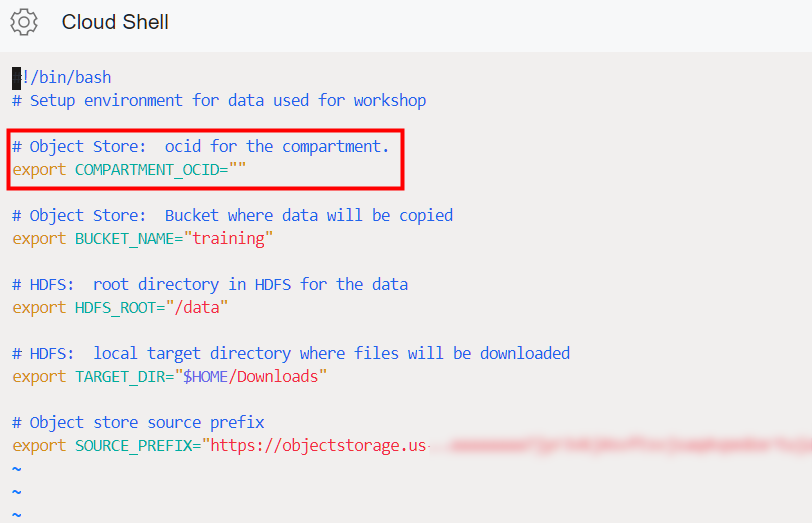 Cloud Shell
#!/bin/bash
# Setup environment for data used for workshop
# Object Store:  ocid for the compartment.
export COMPARTMENT_OCID=""
# Object Store:  Bucket where data will be copied
export BUCKET_NAME="training"
# HDFS:  root directory in HDFS for the data
export HDFS_ROOT="/data"
# HDFS:  local target directory where files will be downloaded
export TARGET_DIR="$HOME/Downloads"
# Object store source prefix
export SOURCE_PREFIX="https://objectstorage.us-
~
~
~